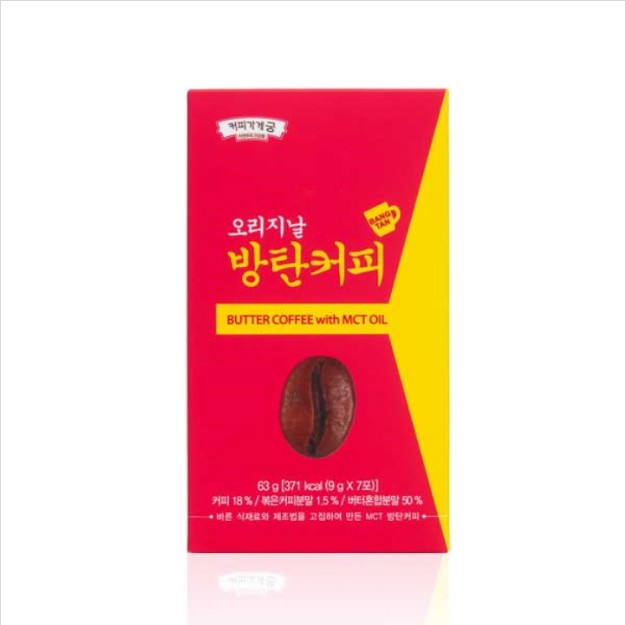 커피가게궁
오리지날
BANG
TAN
방탄커피
BUTTER COFFEE with MCT OIL
63 g [371 kcal (9 g X 7포)]
커피 18 % / 볶은커피분말 1.5 % / 버터혼합분말 50 %
바른 식재료와 제조법을 고집하여 만든 MCT 방탄커피